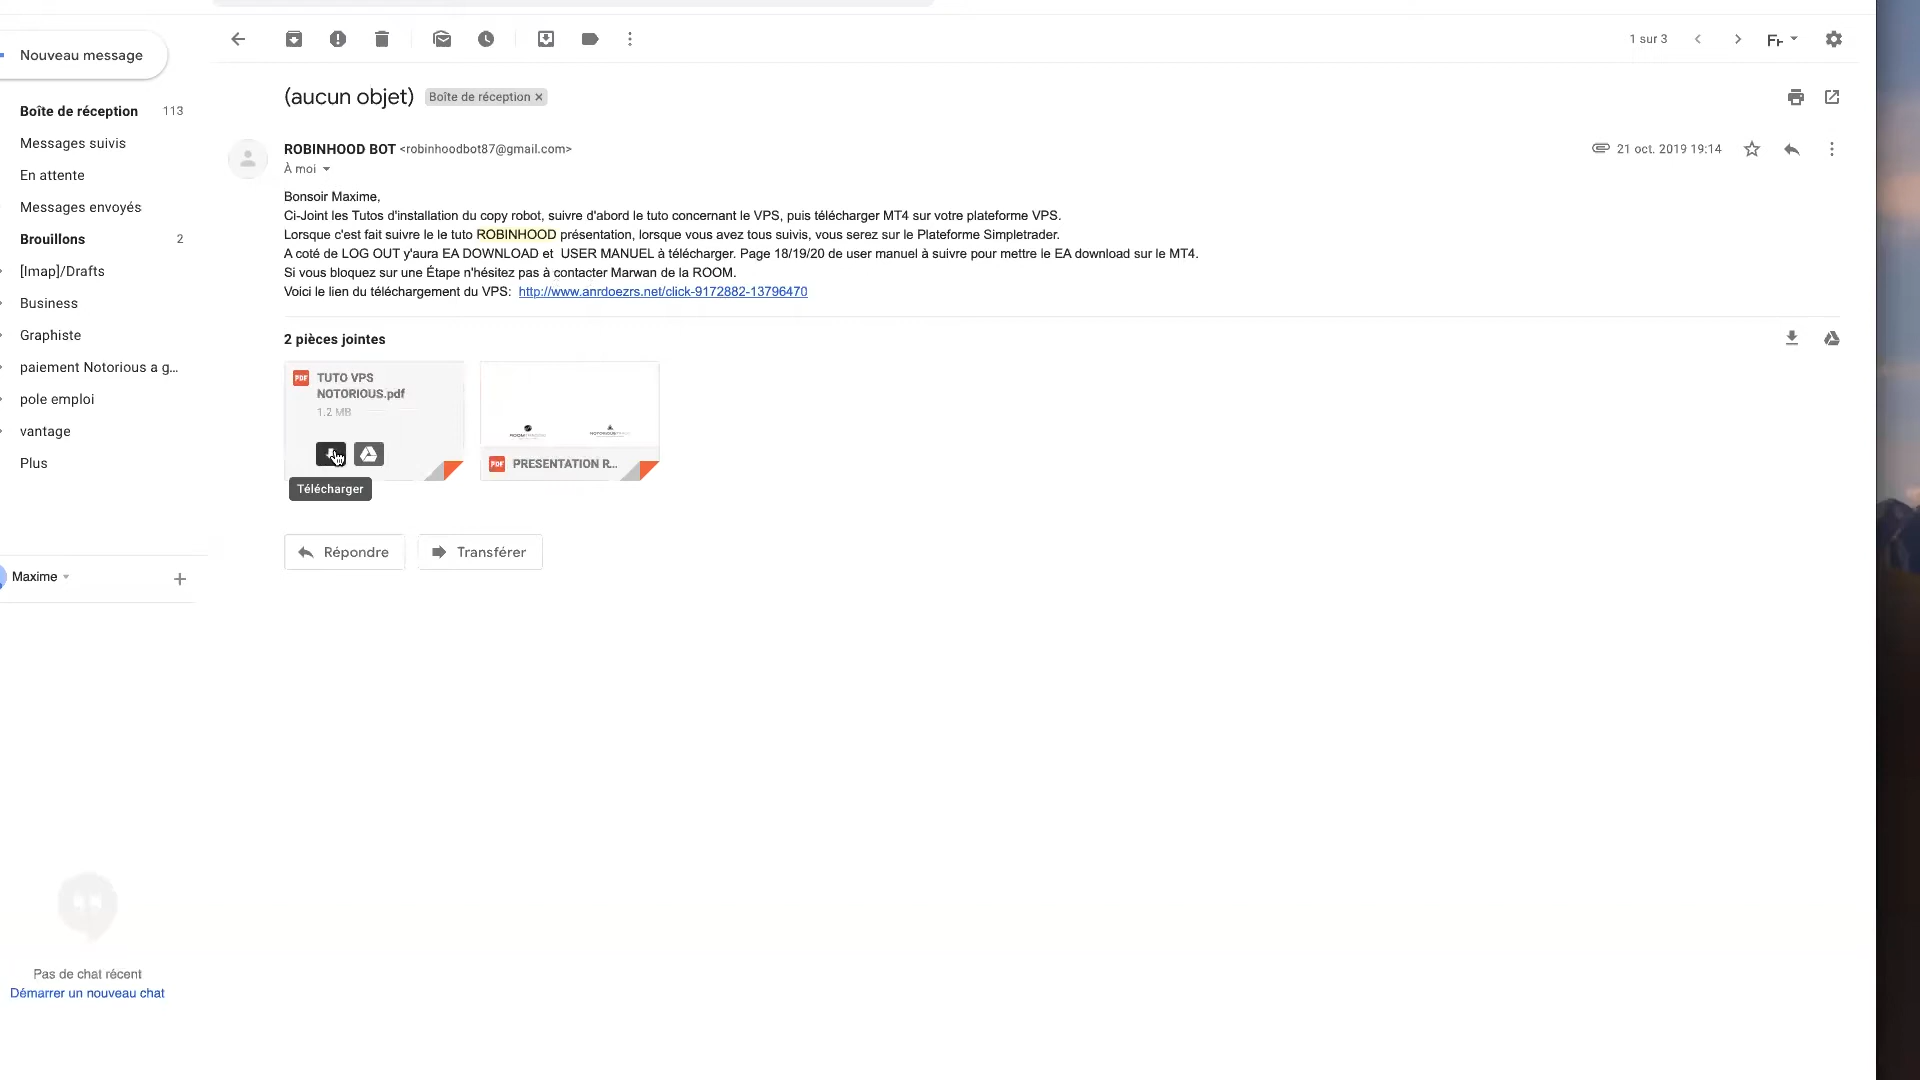 1 sur 3
Nouveau message
Boîte de réception 113
Messages suivis
En attente
Messages envoyés
Brouillons 2
[Imap]/Drafts
Business
Graphiste
paiement Notorious a g...
pole emploi
vantage
Plus
Maxime
Pas de chat récent
Démarrer un nouveau chat
(aucun objet) Boîte de réception
ROBINHOOD BOT <robinhoodbot87@gmail.com> 21 oct. 2019 19:14
À moi
Bonsoir Maxime,
Ci-Joint les Tutos d'installation du copy robot, suivre d'abord le tuto concernant le VPS, puis télécharger MT4 sur votre plateforme VPS.
Lorsque c'est fait suivre le le tuto ROBINHOOD présentation, lorsque vous avez tous suivis, vous serez sur le Plateforme Simpletrader.
A coté de LOG OUT y'aura EA DOWNLOAD et USER MANUEL à télécharger. Page 18/19/20 de user manuel à suivre pour mettre le EA download sur le MT4.
Si vous bloquez sur une Étape n'hésitez pas à contacter Marwan de la ROOM.
Voici le lien du téléchargement du VPS: http://www.anrdoezrs.net/click-9172882-13796470
2 pièces jointes
PDF TUTO VPS
NOTORIOUS.pdf
1.2 MB
Télécharger
PDF PRESENTATION R...
Répondre
Transférer